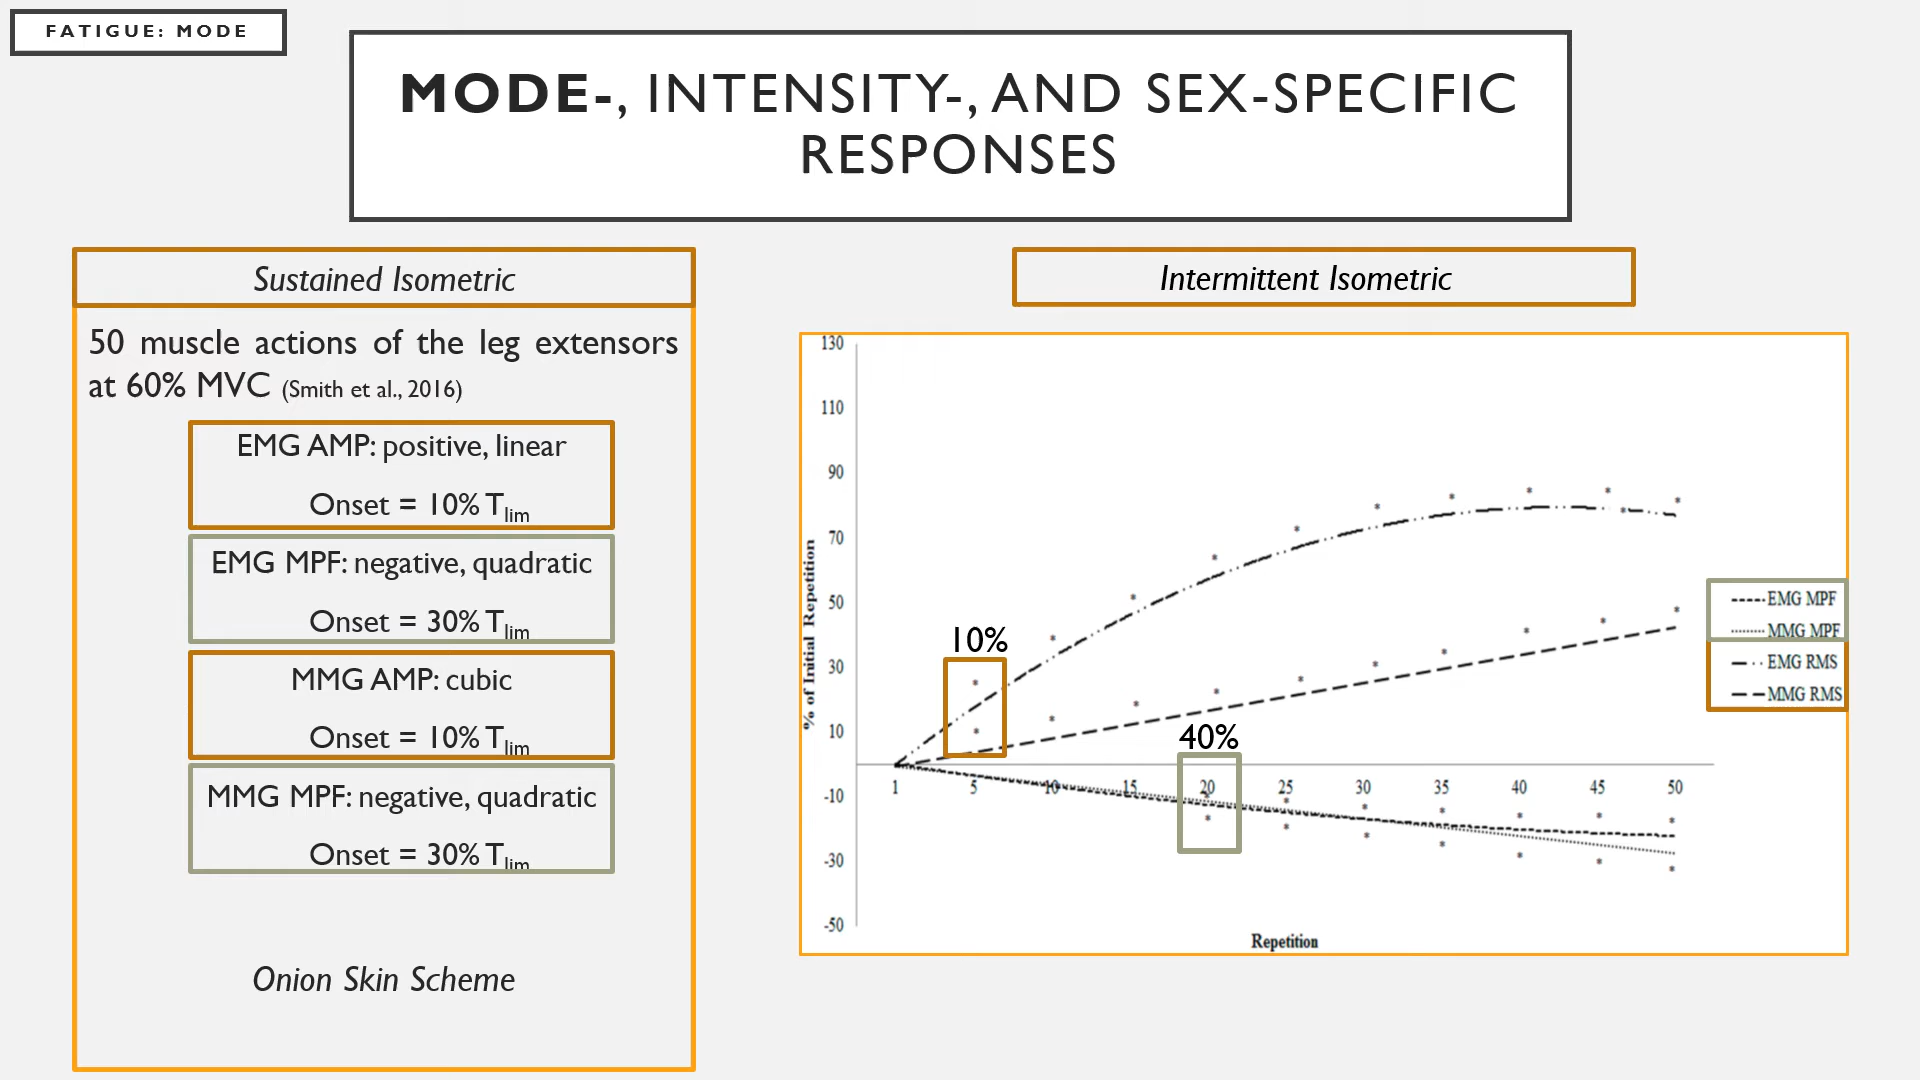 FATIGUE: MODE
MODE-, INTENSITY-, AND SEX-SPECIFIC
RESPONSES
Sustained Isometric
50 muscle actions of the leg extensors
at 60% MVC (Smith et al., 2016)
EMG AMP: positive, linear
Onset = 10% Tlim
EMG MPF: negative, quadratic
Onset = 30% Tlim
MMG AMP: cubic
Onset = 10% Tlim
MMG MPF: negative, quadratic
Onset = 30% Tlim
Onion Skin Scheme
Intermittent Isometric
130
110
90
70
50
30
10
-10
-30
-50
% of Initial Repetition
10%
40%
1 5 10 15 20 25 30 35 40 45 50
Repetition
EMG MPF
MMG MPF
EMG RMS
MMG RMS